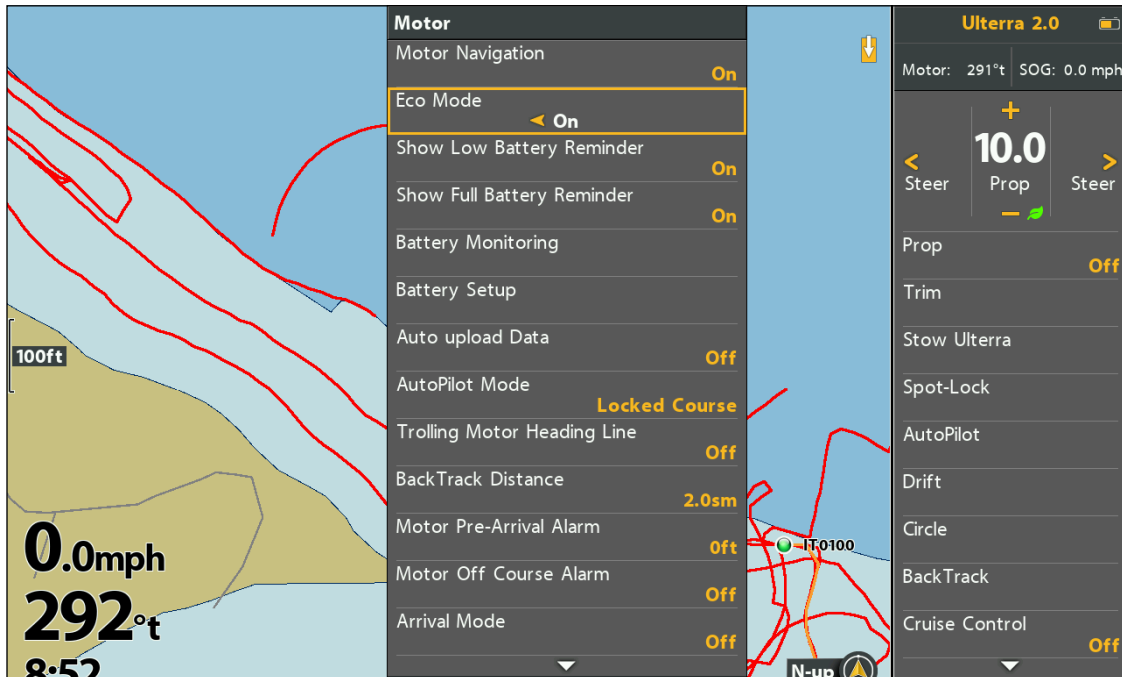 Motor
Motor Navigation
On
Eco Mode
On
Show Low Battery Reminder
On
Show Full Battery Reminder
On
Battery Monitoring
Battery Setup
Auto upload Data
Off
AutoPilot Mode
Locked Course
Trolling Motor Heading Line
Off
BackTrack Distance
2.0sm
Motor Pre-Arrival Alarm
0ft
Motor Off Course Alarm
Off
Arrival Mode
Off
100ft
0.0mph
292°t
8:52
IT0100
N-up
Ulterra 2.0
Motor: 291°t SOG: 0.0 mph
+
10.0
< >
Steer Prop Steer
−
Prop
Off
Trim
Stow Ulterra
Spot-Lock
AutoPilot
Drift
Circle
BackTrack
Cruise Control
Off